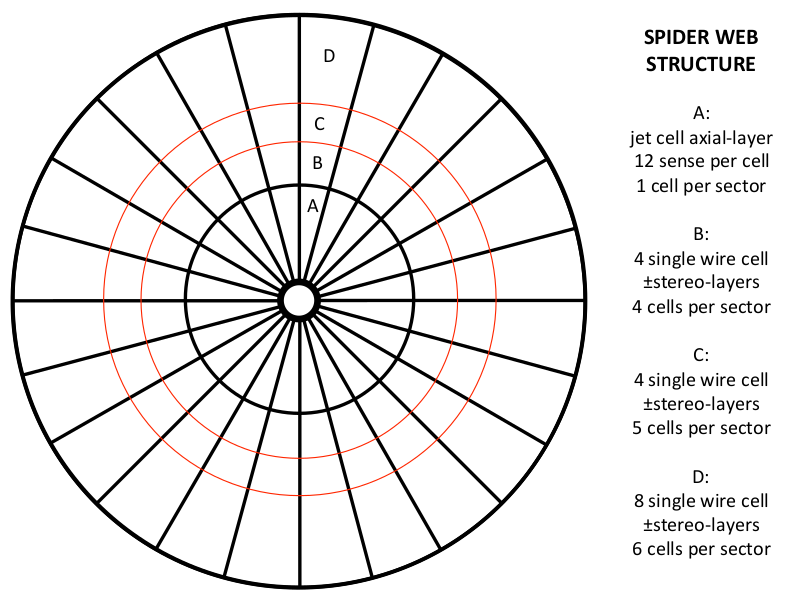 D
C
B
A
SPIDER WEB
STRUCTURE
A:
jet cell axial-layer
12 sense per cell
1 cell per sector
B:
4 single wire cell
±stereo-layers
4 cells per sector
C:
4 single wire cell
±stereo-layers
5 cells per sector
D:
8 single wire cell
±stereo-layers
6 cells per sector